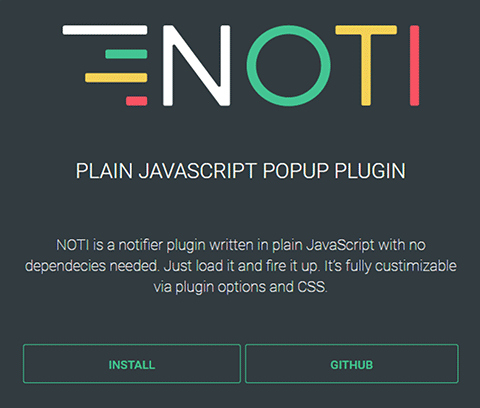 NOTI
PLAIN JAVASCRIPT POPUP PLUGIN
NOTI is a notifier plugin written in plain JavaScript with no
dependecies needed. Just load it and fire it up. It's fully custimizable
via plugin options and CSS.
INSTALL
GITHUB